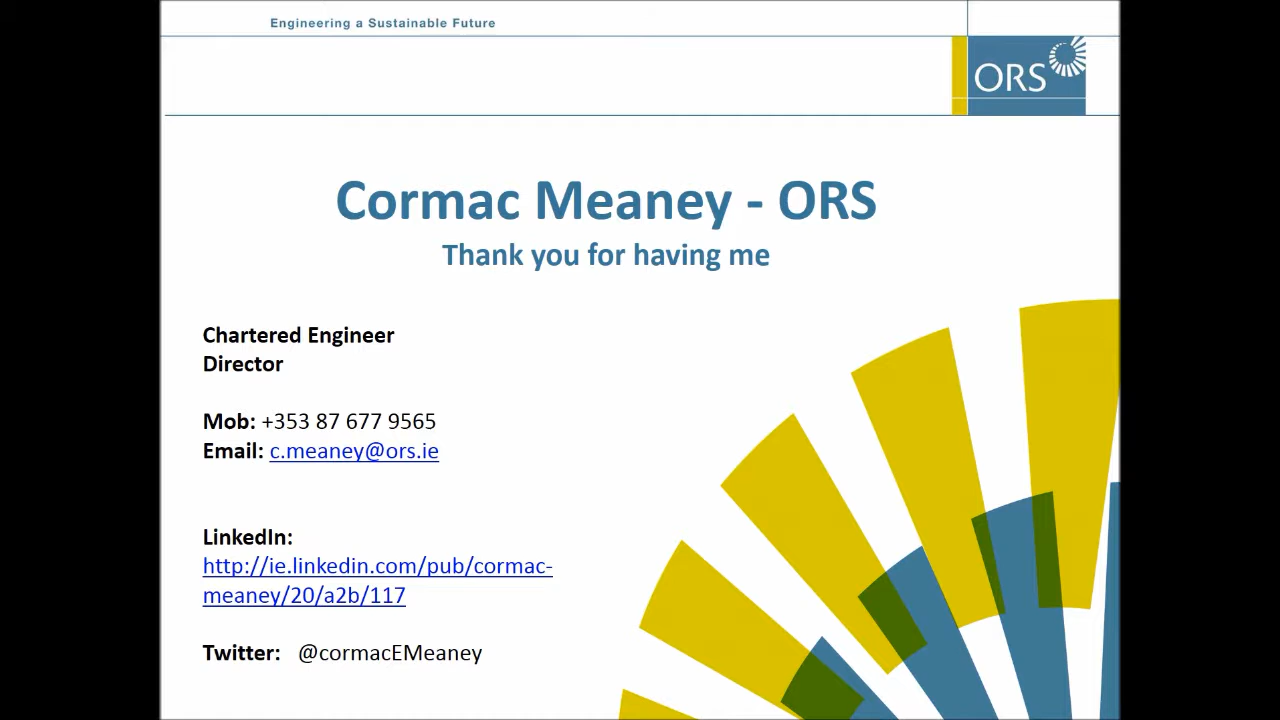 Engineering a Sustainable Future
ORS
Cormac Meaney - ORS
Thank you for having me
Chartered Engineer
Director
Mob: +353 87 677 9565
Email: c.meaney@ors.ie
LinkedIn:
http://ie.linkedin.com/pub/cormac-
meaney/20/a2b/117
Twitter: @cormacEMeaney